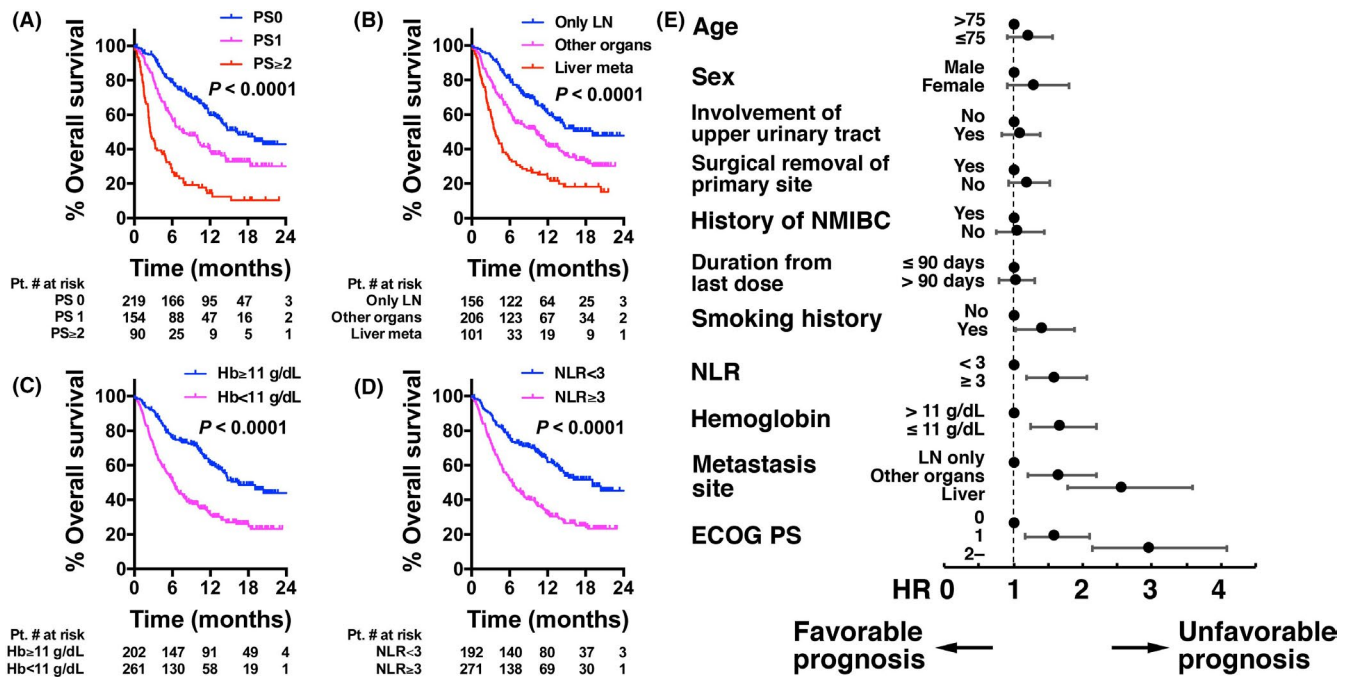 (A)
PS0
PS1
PS≥2
P < 0.0001
% Overall survival
100
80
60
40
20
0
0 6 12 18 24
Time (months)
Pt. # at risk
PS 0 219 166 95 47 3
PS 1 154 88 47 16 2
PS≥2 90 25 9 5 1
(B)
Only LN
Other organs
Liver meta
P < 0.0001
% Overall survival
100
80
60
40
20
0
0 6 12 18 24
Time (months)
Pt. # at risk
Only LN 156 122 64 25 3
Other organs 206 123 67 34 2
Liver meta 101 33 19 9 1
(C)
Hb≥11 g/dL
Hb<11 g/dL
P < 0.0001
% Overall survival
100
80
60
40
20
0
0 6 12 18 24
Time (months)
Pt. # at risk
Hb≥11 g/dL 202 147 91 49 4
Hb<11 g/dL 261 130 58 19 1
(D)
NLR<3
NLR≥3
P < 0.0001
% Overall survival
100
80
60
40
20
0
0 6 12 18 24
Time (months)
Pt. # at risk
NLR<3 192 140 80 37 3
NLR≥3 271 138 69 30 1
(E)
Age
>75
≤75
Sex
Male
Female
Involvement of
upper urinary tract
No
Yes
Surgical removal of
primary site
Yes
No
History of NMIBC
Yes
No
Duration from
last dose
≤ 90 days
> 90 days
Smoking history
No
Yes
NLR
< 3
≥ 3
Hemoglobin
> 11 g/dL
≤ 11 g/dL
Metastasis
site
LN only
Other organs
Liver
ECOG PS
0
1
2–
HR 0 1 2 3 4
Favorable
prognosis
Unfavorable
prognosis